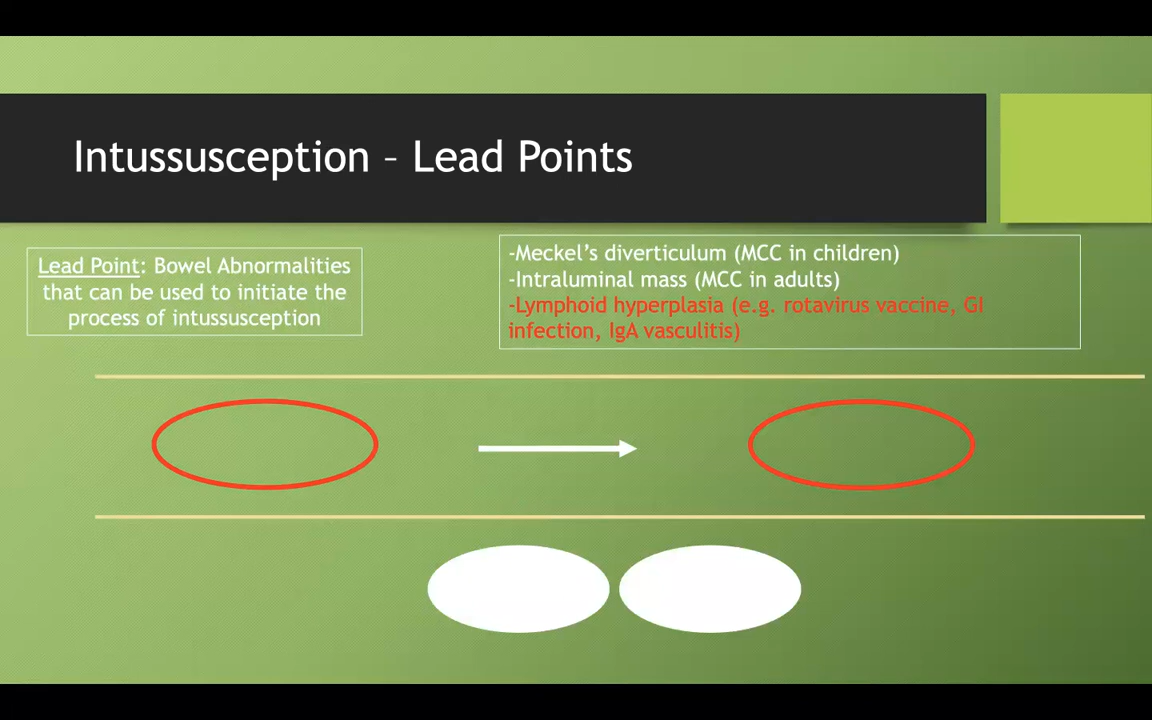 Intussusception – Lead Points
Lead Point: Bowel Abnormalities
that can be used to initiate the
process of intussusception
-Meckel’s diverticulum (MCC in children)
-Intraluminal mass (MCC in adults)
-Lymphoid hyperplasia (e.g. rotavirus vaccine, GI
infection, IgA vasculitis)